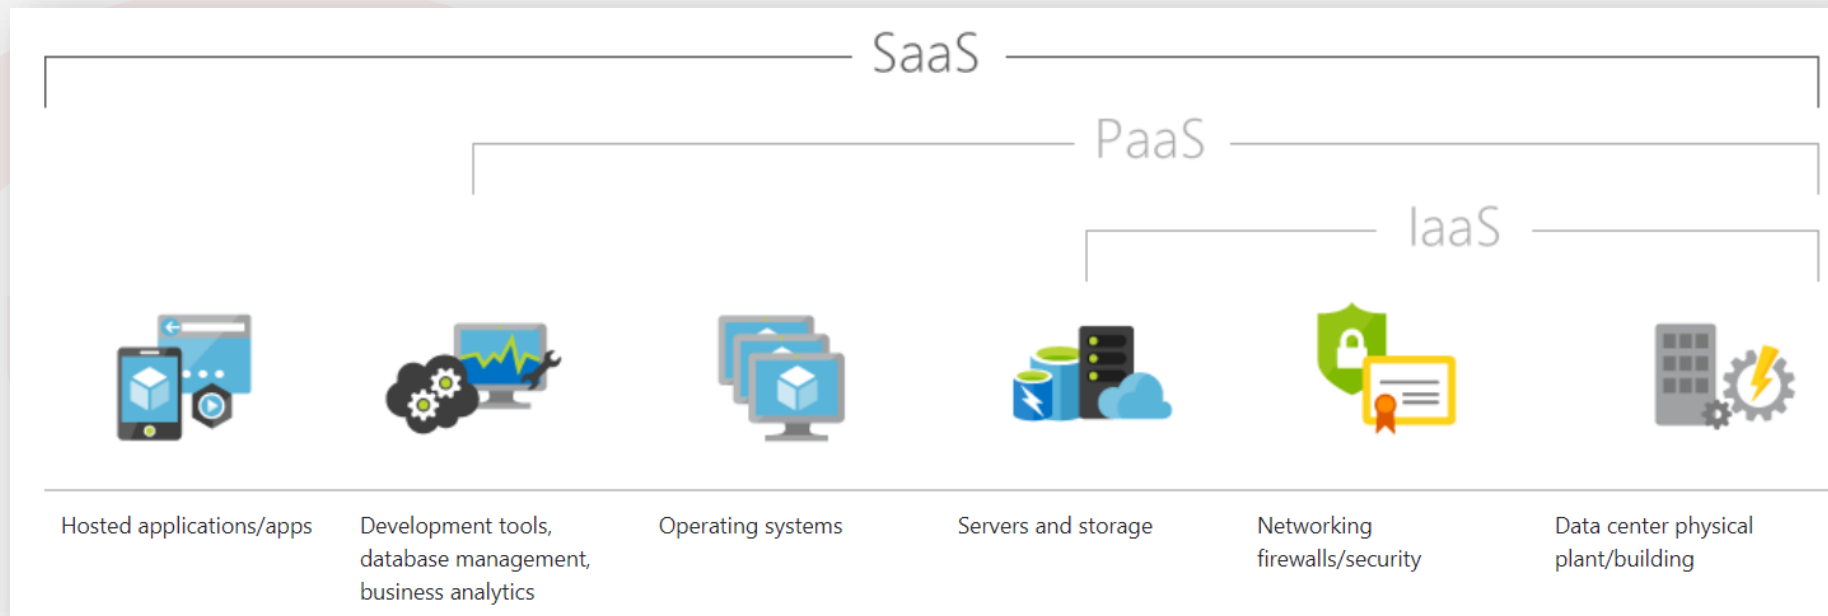 SaaS
PaaS
IaaS
Hosted applications/apps
Development tools,
database management,
business analytics
Operating systems
Servers and storage
Networking
firewalls/security
Data center physical
plant/building